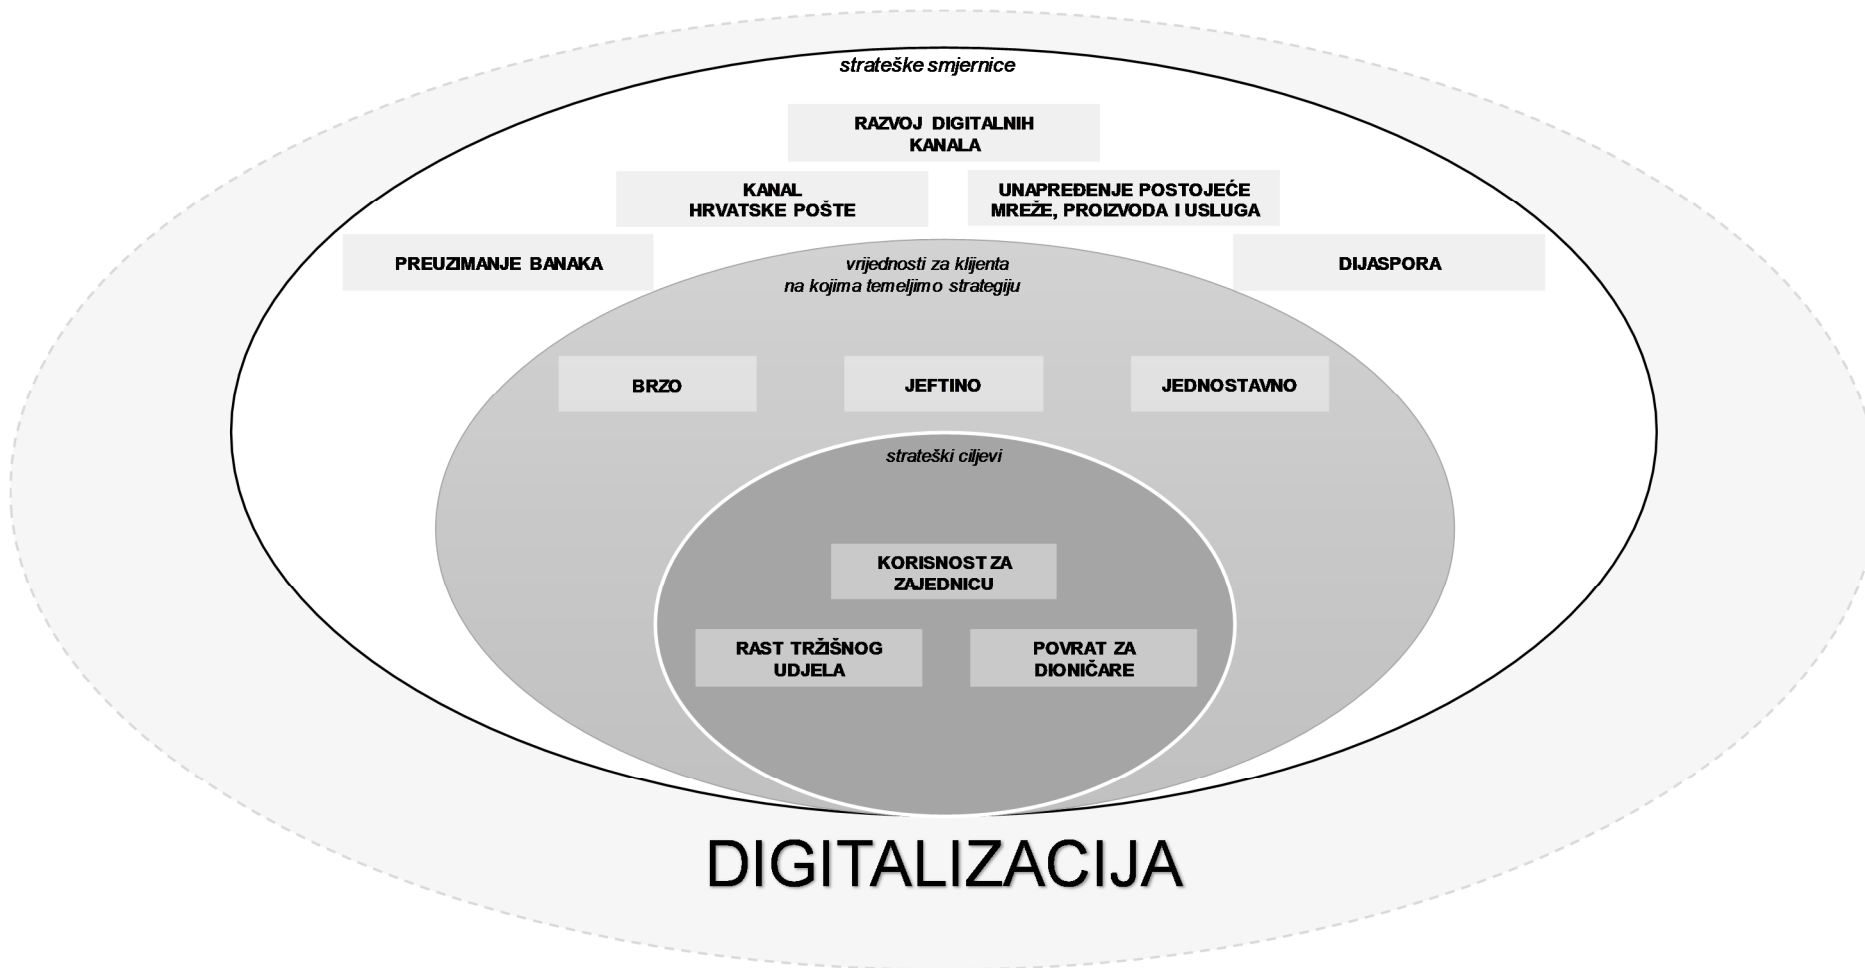 strateške smjernice
RAZVOJ DIGITALNIH
KANALA
KANAL
HRVATSKE POŠTE
UNAPREĐENJE POSTOJEĆE
MREŽE, PROIZVODA I USLUGA
PREUZIMANJE BANAKA
DIJASPORA
vrijednosti za klijenta
na kojima temeljimo strategiju
BRZO
JEFTINO
JEDNOSTAVNO
strateški ciljevi
KORISNOST ZA
ZAJEDNICU
RAST TRŽIŠNOG
UDJELA
POVRAT ZA
DIONIČARE
DIGITALIZACIJA